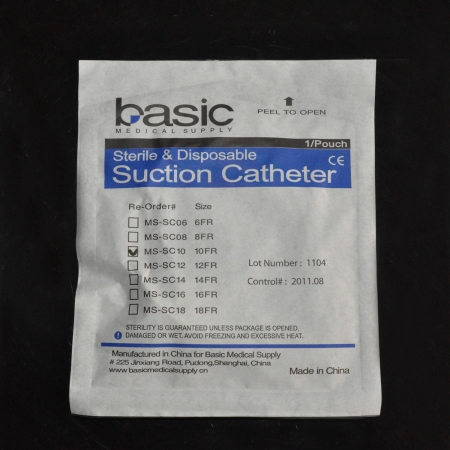 basic
MEDICAL SUPPLY
PEEL TO OPEN
1/Pouch
Sterile & Disposable
CE
Suction Catheter
Re-Order# Size
MS-SC06 6FR
MS-SC08 8FR
MS-SC10 10FR
MS-SC12 12FR
MS-SC14 14FR
MS-SC16 16FR
MS-SC18 18FR
Lot Number : 1104
Control# : 2011.08
STERILITY IS GUARANTEED UNLESS PACKAGE IS OPENED,
DAMAGED OR WET. AVOID FREEZING AND EXCESSIVE HEAT.
Manufactured in China for Basic Medical Supply
# 225 Jinxiang Road, Pudong,Shanghai, China
www.basicmedicalsupply.cn
Made in China